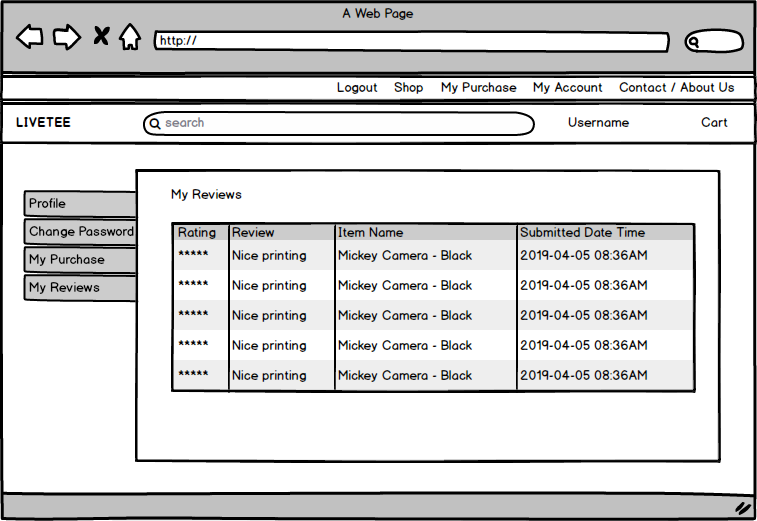 A Web Page
http://
Logout Shop My Purchase My Account Contact / About Us
LIVETEE search Username Cart
My Reviews
Profile
Change Password
My Purchase
My Reviews
Rating Review Item Name Submitted Date Time
***** Nice printing Mickey Camera - Black 2019-04-05 08:36AM
***** Nice printing Mickey Camera - Black 2019-04-05 08:36AM
***** Nice printing Mickey Camera - Black 2019-04-05 08:36AM
***** Nice printing Mickey Camera - Black 2019-04-05 08:36AM
***** Nice printing Mickey Camera - Black 2019-04-05 08:36AM